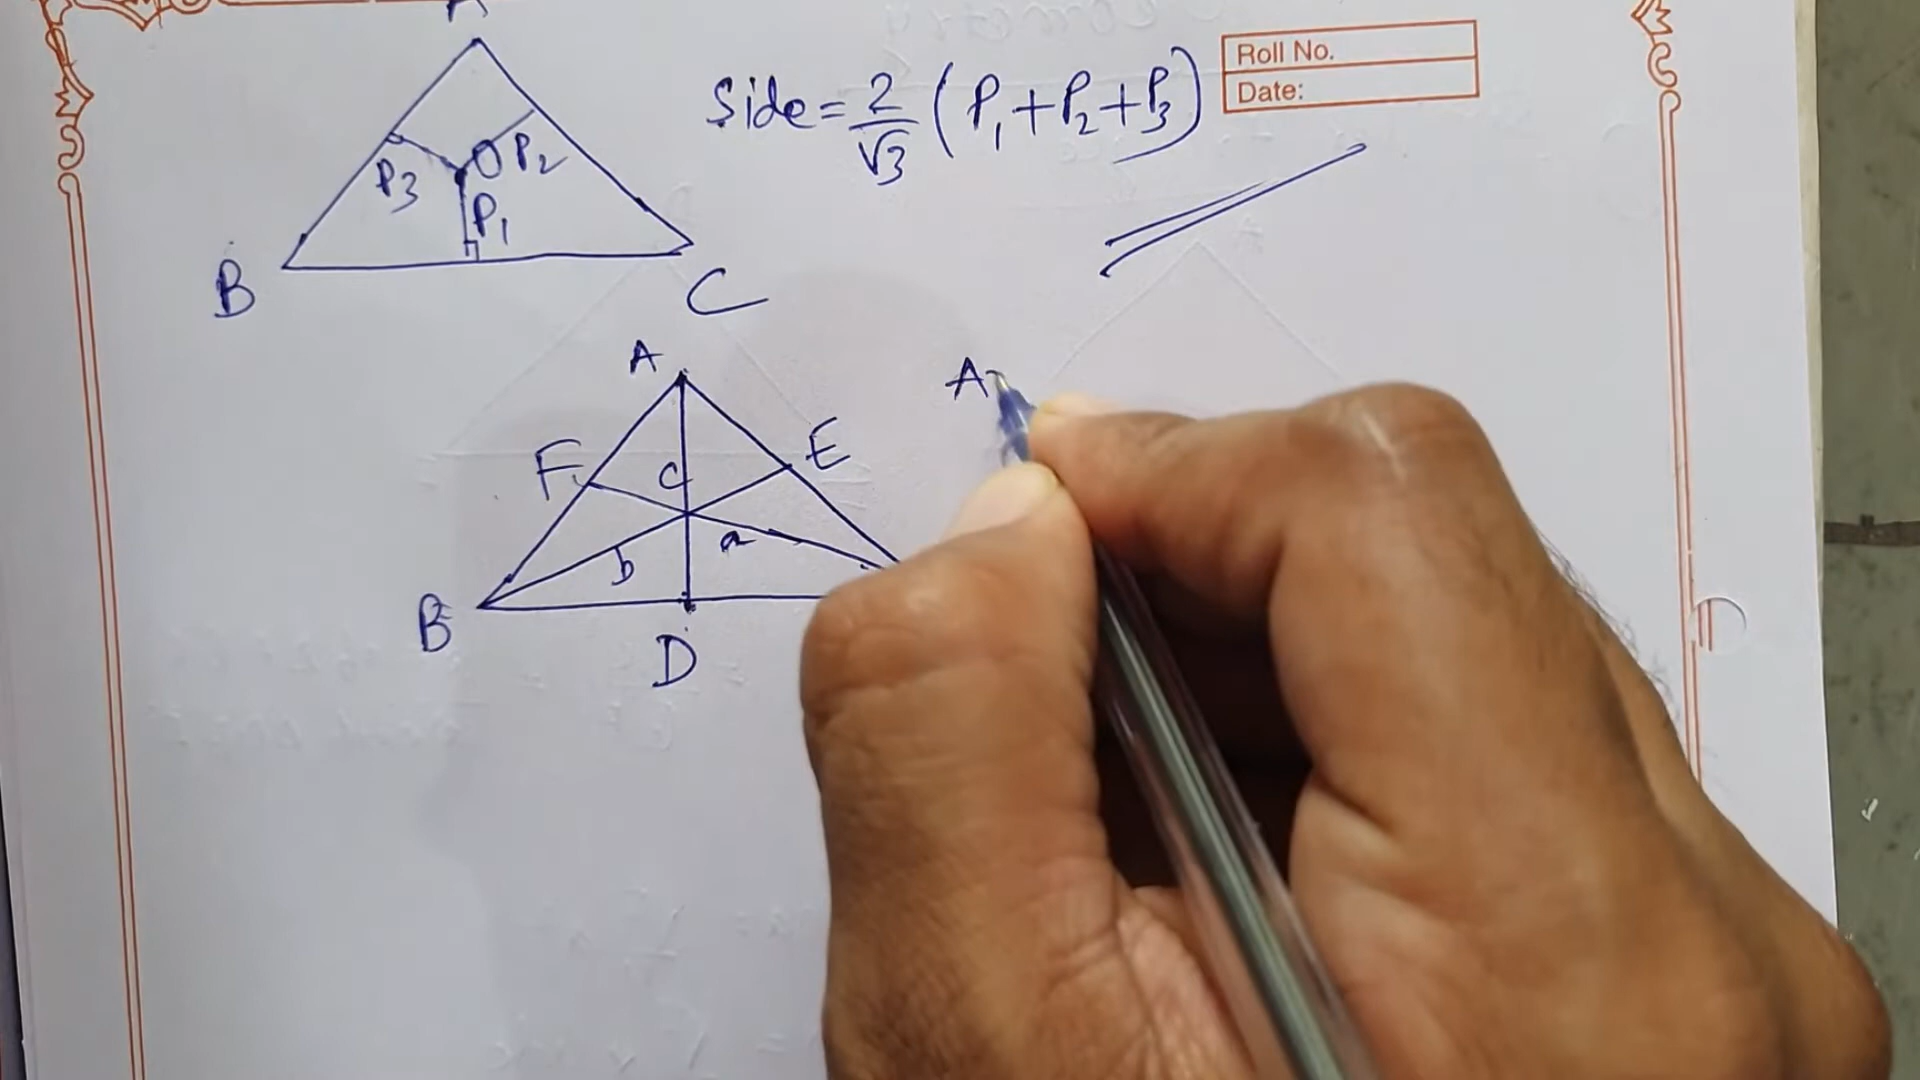 A
Side = 2/√3 (P₁+P₂+P₃)
Roll No.
Date:
P₃ O P₂
P₁
B
C
A
A
F
E
C
b
a
B
D